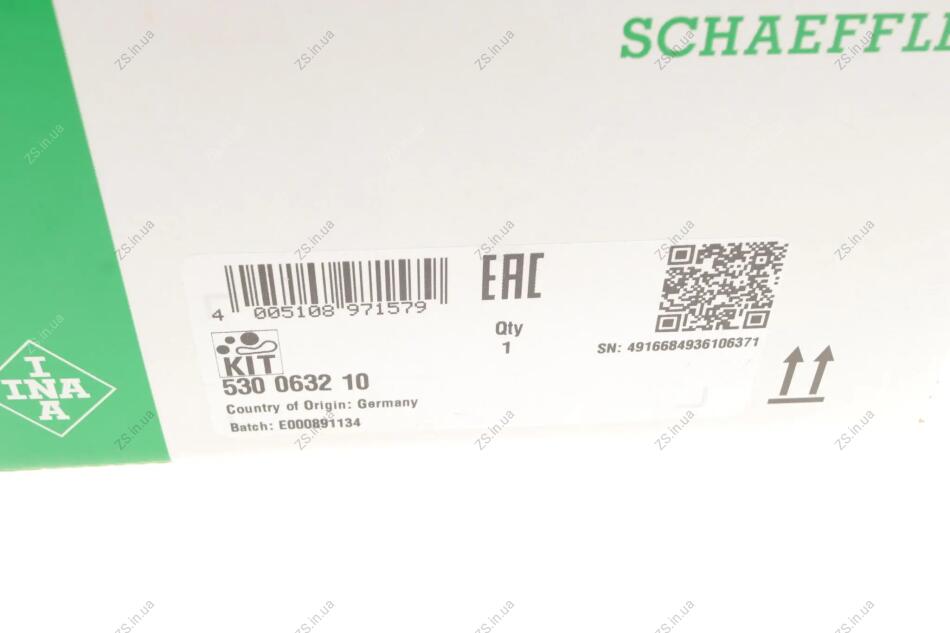 SCHAEFFLE
4 005108 971579
EAC
Qty
1
SN: 4916684936106371
KIT
530 0632 10
Country of Origin: Germany
Batch: E000891134
INA
INA
ZS.in.ua